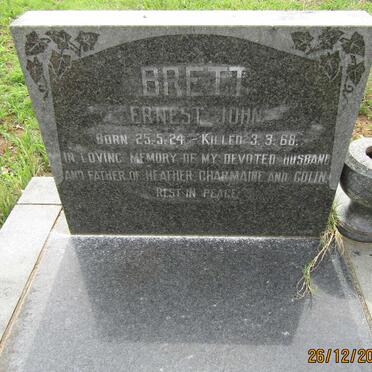 BRETT
ERNEST JOHN
BORN 25.5.24 - KILLED 3.3.68.
IN LOVING MEMORY OF MY DEVOTED HUSBAND
AND FATHER OF HEATHER, CHARMAINE AND COLIN.
REST IN PEACE
26/12/20